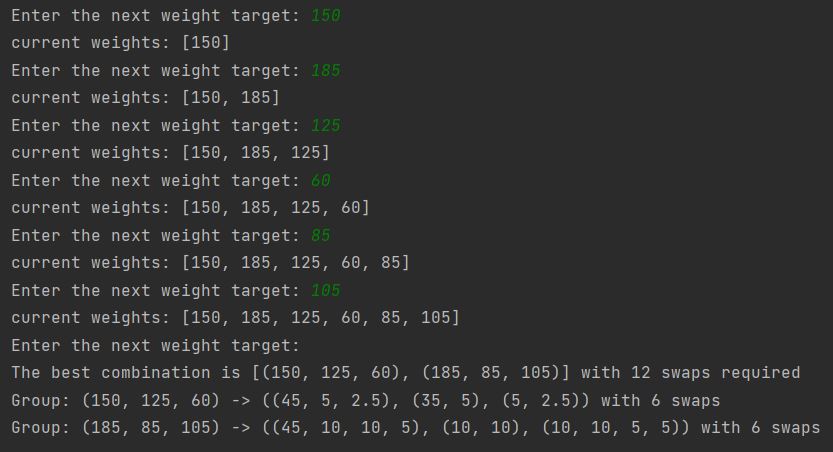 Enter the next weight target: 150
current weights: [150]
Enter the next weight target: 185
current weights: [150, 185]
Enter the next weight target: 125
current weights: [150, 185, 125]
Enter the next weight target: 60
current weights: [150, 185, 125, 60]
Enter the next weight target: 85
current weights: [150, 185, 125, 60, 85]
Enter the next weight target: 105
current weights: [150, 185, 125, 60, 85, 105]
Enter the next weight target:
The best combination is [(150, 125, 60), (185, 85, 105)] with 12 swaps required
Group: (150, 125, 60) -> ((45, 5, 2.5), (35, 5), (5, 2.5)) with 6 swaps
Group: (185, 85, 105) -> ((45, 10, 10, 5), (10, 10), (10, 10, 5, 5)) with 6 swaps